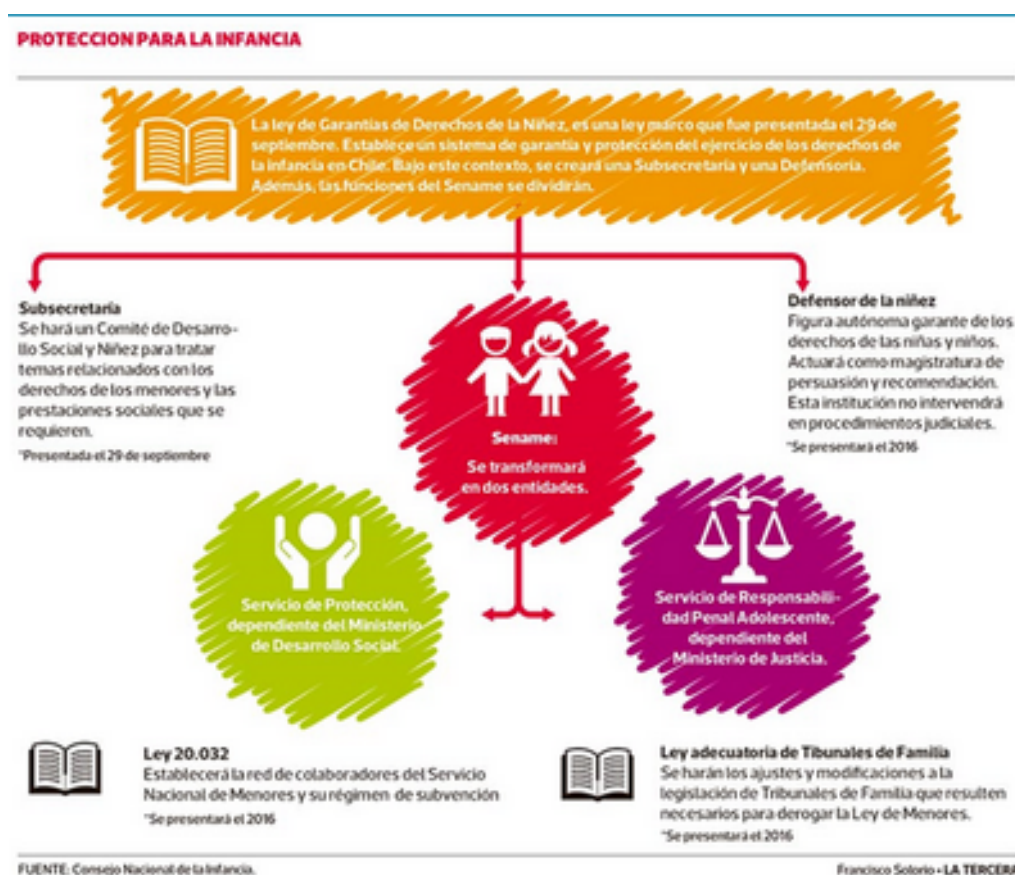 PROTECCION PARA LA INFANCIA
La ley de Garantías de Derechos de la Niñez, es una ley marco que fue presentada el 29 de
septiembre. Establece un sistema de garantía y protección del ejercicio de los derechos de
la infancia en Chile. Bajo este contexto, se creará una Subsecretaría y una Defensoría.
Además, las funciones del Sename se dividirán.
Subsecretaría
Se hará un Comité de Desarro-
llo Social y Niñez para tratar
temas relacionados con los
derechos de los menores y las
prestaciones sociales que se
requieren.
*Presentada el 29 de septiembre
Sename:
Se transformará
en dos entidades.
Defensor de la niñez
Figura autónoma garante de los
derechos de las niñas y niños.
Actuará como magistratura de
persuasión y recomendación.
Esta institución no intervendrá
en procedimientos judiciales.
*Se presentará el 2016
Servicio de Protección,
dependiente del Ministerio
de Desarrollo Social.
Servicio de Responsabili-
dad Penal Adolescente,
dependiente del
Ministerio de Justicia.
Ley 20.032
Establecerá la red de colaboradores del Servicio
Nacional de Menores y su régimen de subvención
*Se presentará el 2016
Ley adecuatoria de Tibunales de Familia
Se harán los ajustes y modificaciones a la
legislación de Tribunales de Familia que resulten
necesarios para derogar la Ley de Menores.
*Se presentará el 2016
FUENTE: Consejo Nacional de la Infancia.
Francisco Solorio • LA TERCERA